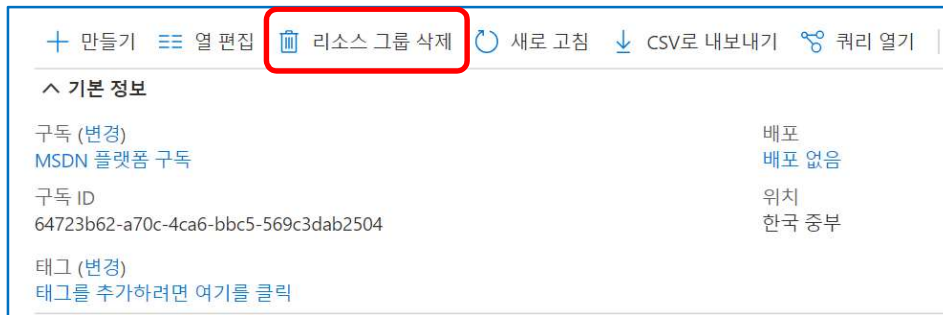 만들기 열 편집 리소스 그룹 삭제 새로 고침 CSV로 내보내기 쿼리 열기
기본 정보
구독 (변경)
MSDN 플랫폼 구독
배포
배포 없음
구독 ID
64723b62-a70c-4ca6-bbc5-569c3dab2504
위치
한국 중부
태그 (변경)
태그를 추가하려면 여기를 클릭